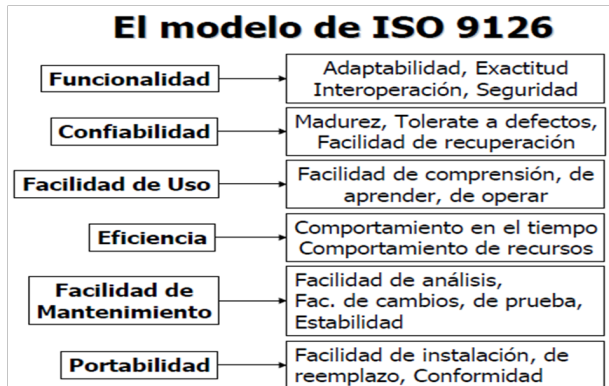 El modelo de ISO 9126
Funcionalidad
Adaptabilidad, Exactitud
Interoperación, Seguridad
Confiabilidad
Madurez, Tolerate a defectos,
Facilidad de recuperación
Facilidad de Uso
Facilidad de comprensión, de
aprender, de operar
Eficiencia
Comportamiento en el tiempo
Comportamiento de recursos
Facilidad de
Mantenimiento
Facilidad de análisis,
Fac. de cambios, de prueba,
Estabilidad
Portabilidad
Facilidad de instalación, de
reemplazo, Conformidad